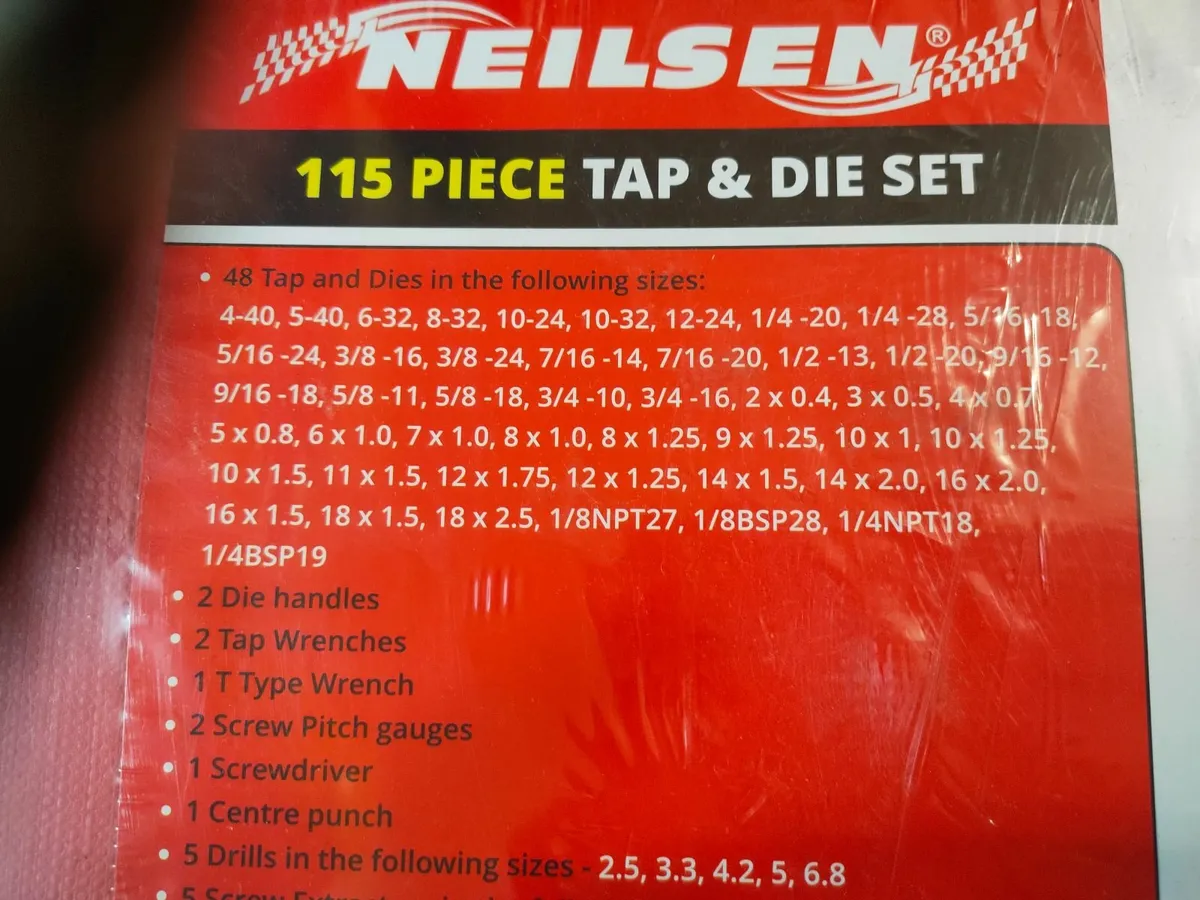 NEILSEN®
115 PIECE TAP & DIE SET
• 48 Tap and Dies in the following sizes:
4-40, 5-40, 6-32, 8-32, 10-24, 10-32, 12-24, 1/4 -20, 1/4 -28, 5/16 -18,
5/16 -24, 3/8 -16, 3/8 -24, 7/16 -14, 7/16 -20, 1/2 -13, 1/2 -20, 9/16 -12,
9/16 -18, 5/8 -11, 5/8 -18, 3/4 -10, 3/4 -16, 2 x 0.4, 3 x 0.5, 4 x 0.7
5 x 0.8, 6 x 1.0, 7 x 1.0, 8 x 1.0, 8 x 1.25, 9 x 1.25, 10 x 1, 10 x 1.25,
10 x 1.5, 11 x 1.5, 12 x 1.75, 12 x 1.25, 14 x 1.5, 14 x 2.0, 16 x 2.0,
16 x 1.5, 18 x 1.5, 18 x 2.5, 1/8NPT27, 1/8BSP28, 1/4NPT18,
1/4BSP19
• 2 Die handles
• 2 Tap Wrenches
• 1 T Type Wrench
• 2 Screw Pitch gauges
• 1 Screwdriver
• 1 Centre punch
• 5 Drills in the following sizes - 2.5, 3.3, 4.2, 5, 6.8
• 5 Screw